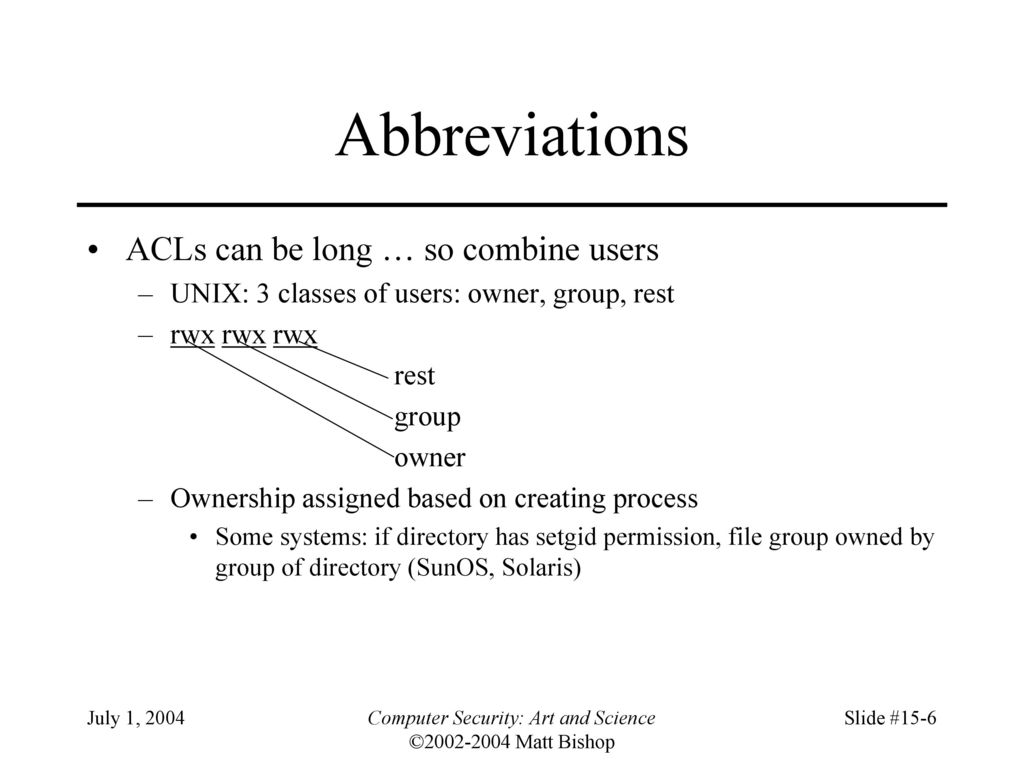 Abbreviations
• ACLs can be long … so combine users
– UNIX: 3 classes of users: owner, group, rest
– rwx rwx rwx
rest
group
owner
– Ownership assigned based on creating process
• Some systems: if directory has setgid permission, file group owned by
group of directory (SunOS, Solaris)
July 1, 2004
Computer Security: Art and Science
©2002-2004 Matt Bishop
Slide #15-6